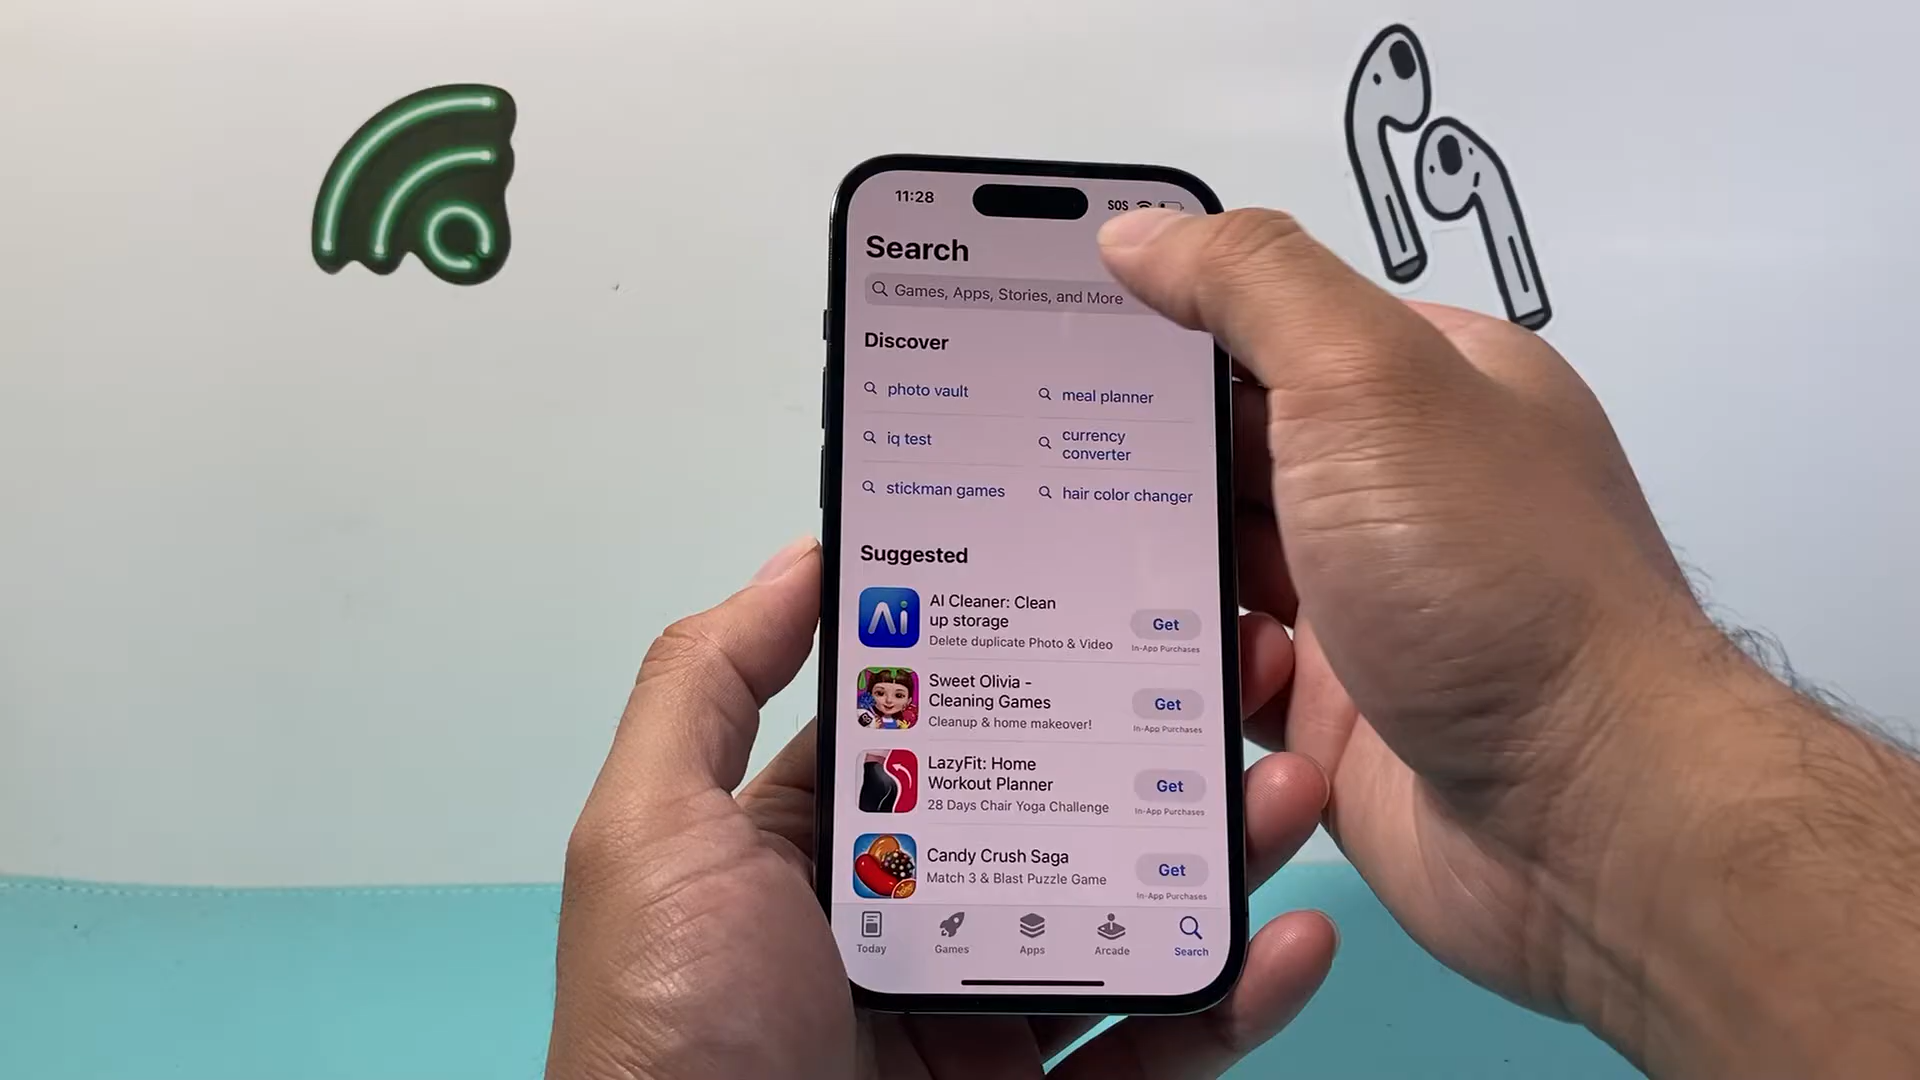 11:28
SOS
Search
Games, Apps, Stories, and More
Discover
photo vault
meal planner
iq test
currency
converter
stickman games
hair color changer
Suggested
Ai
AI Cleaner: Clean
up storage
Delete duplicate Photo & Video
Get
In-App Purchases
Sweet Olivia -
Cleaning Games
Cleanup & home makeover!
Get
In-App Purchases
LazyFit: Home
Workout Planner
28 Days Chair Yoga Challenge
Get
In-App Purchases
Candy Crush Saga
Match 3 & Blast Puzzle Game
Get
In-App Purchases
Today
Games
Apps
Arcade
Search